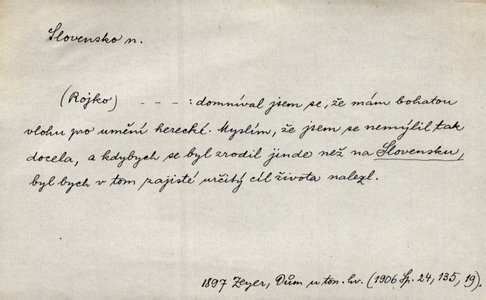 Slovensko n.
(Rojko) - - - : domníval jsem se, že mám bohatou
vlohu pro umění herecké. Myslím, že jsem se nemýlil tak
docela, a kdybych se byl zrodil jinde než na Slovensku,
byl bych v tom zajisté určitý cíl života nalezl.
1897 Zeyer, Dům u ton. hv. (1906 Sp. 24, 135, 19).